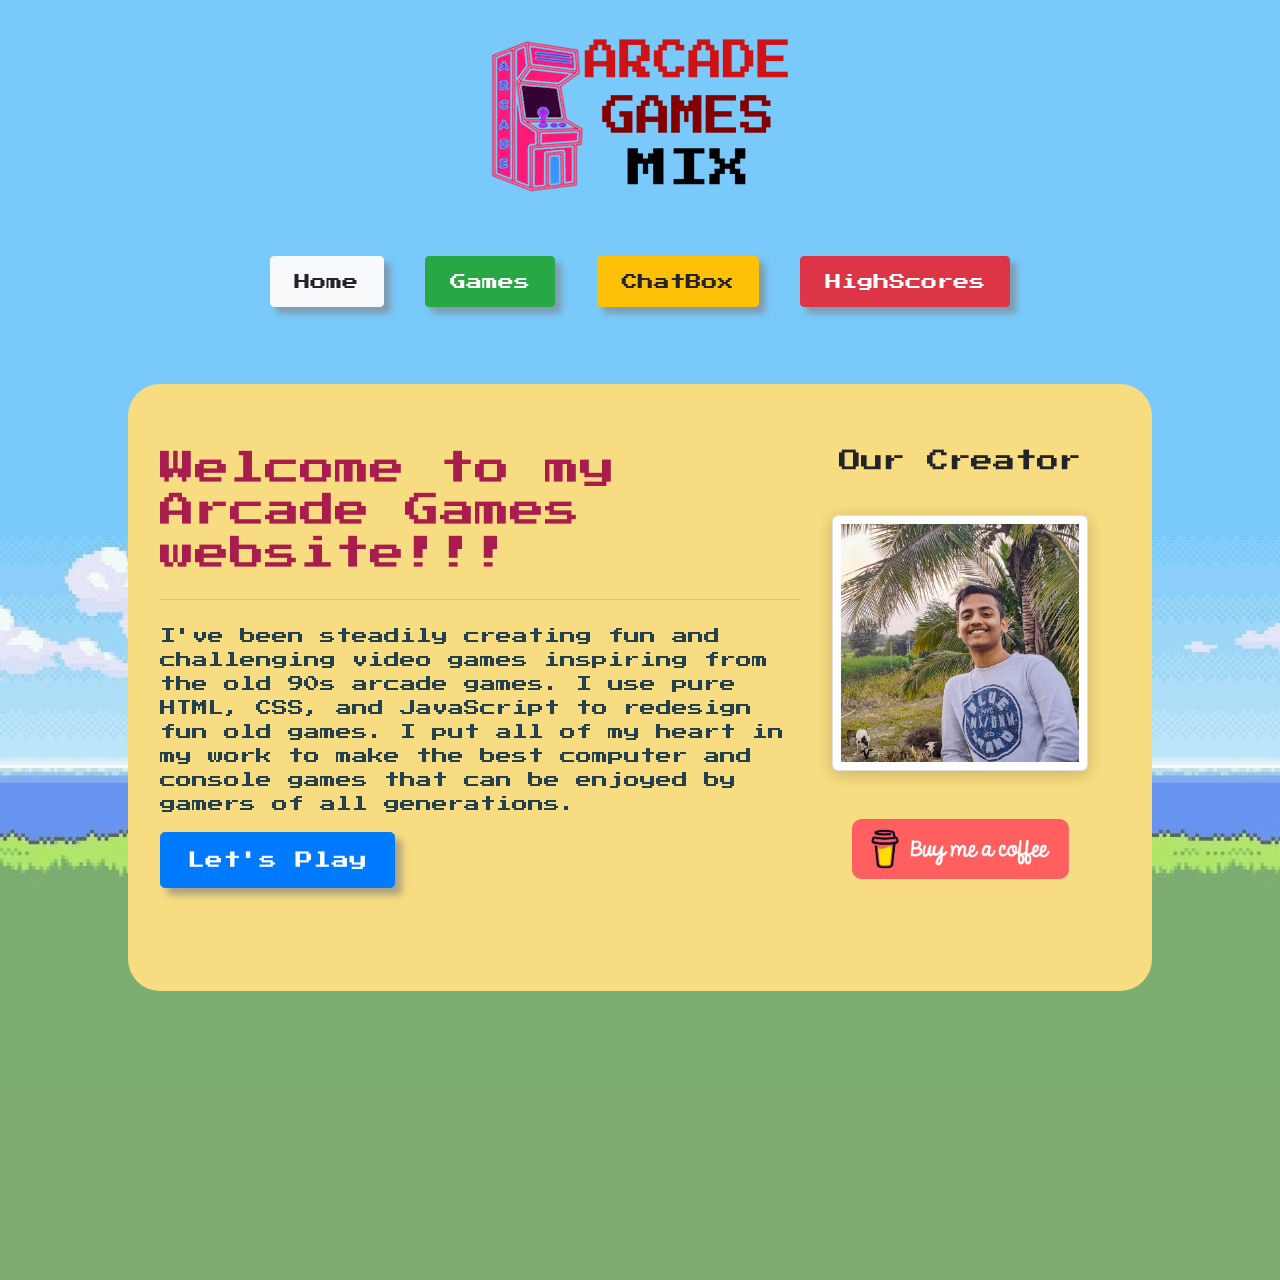 ARCADE
ARCADE
GAMES
MIX
Home
Games
ChatBox
HighScores
Welcome to my
Arcade Games
website!!!
I've been steadily creating fun and
challenging video games inspiring from
the old 90s arcade games. I use pure
HTML, CSS, and JavaScript to redesign
fun old games. I put all of my heart in
my work to make the best computer and
console games that can be enjoyed by
gamers of all generations.
Let's Play
Our Creator
Buy me a coffee